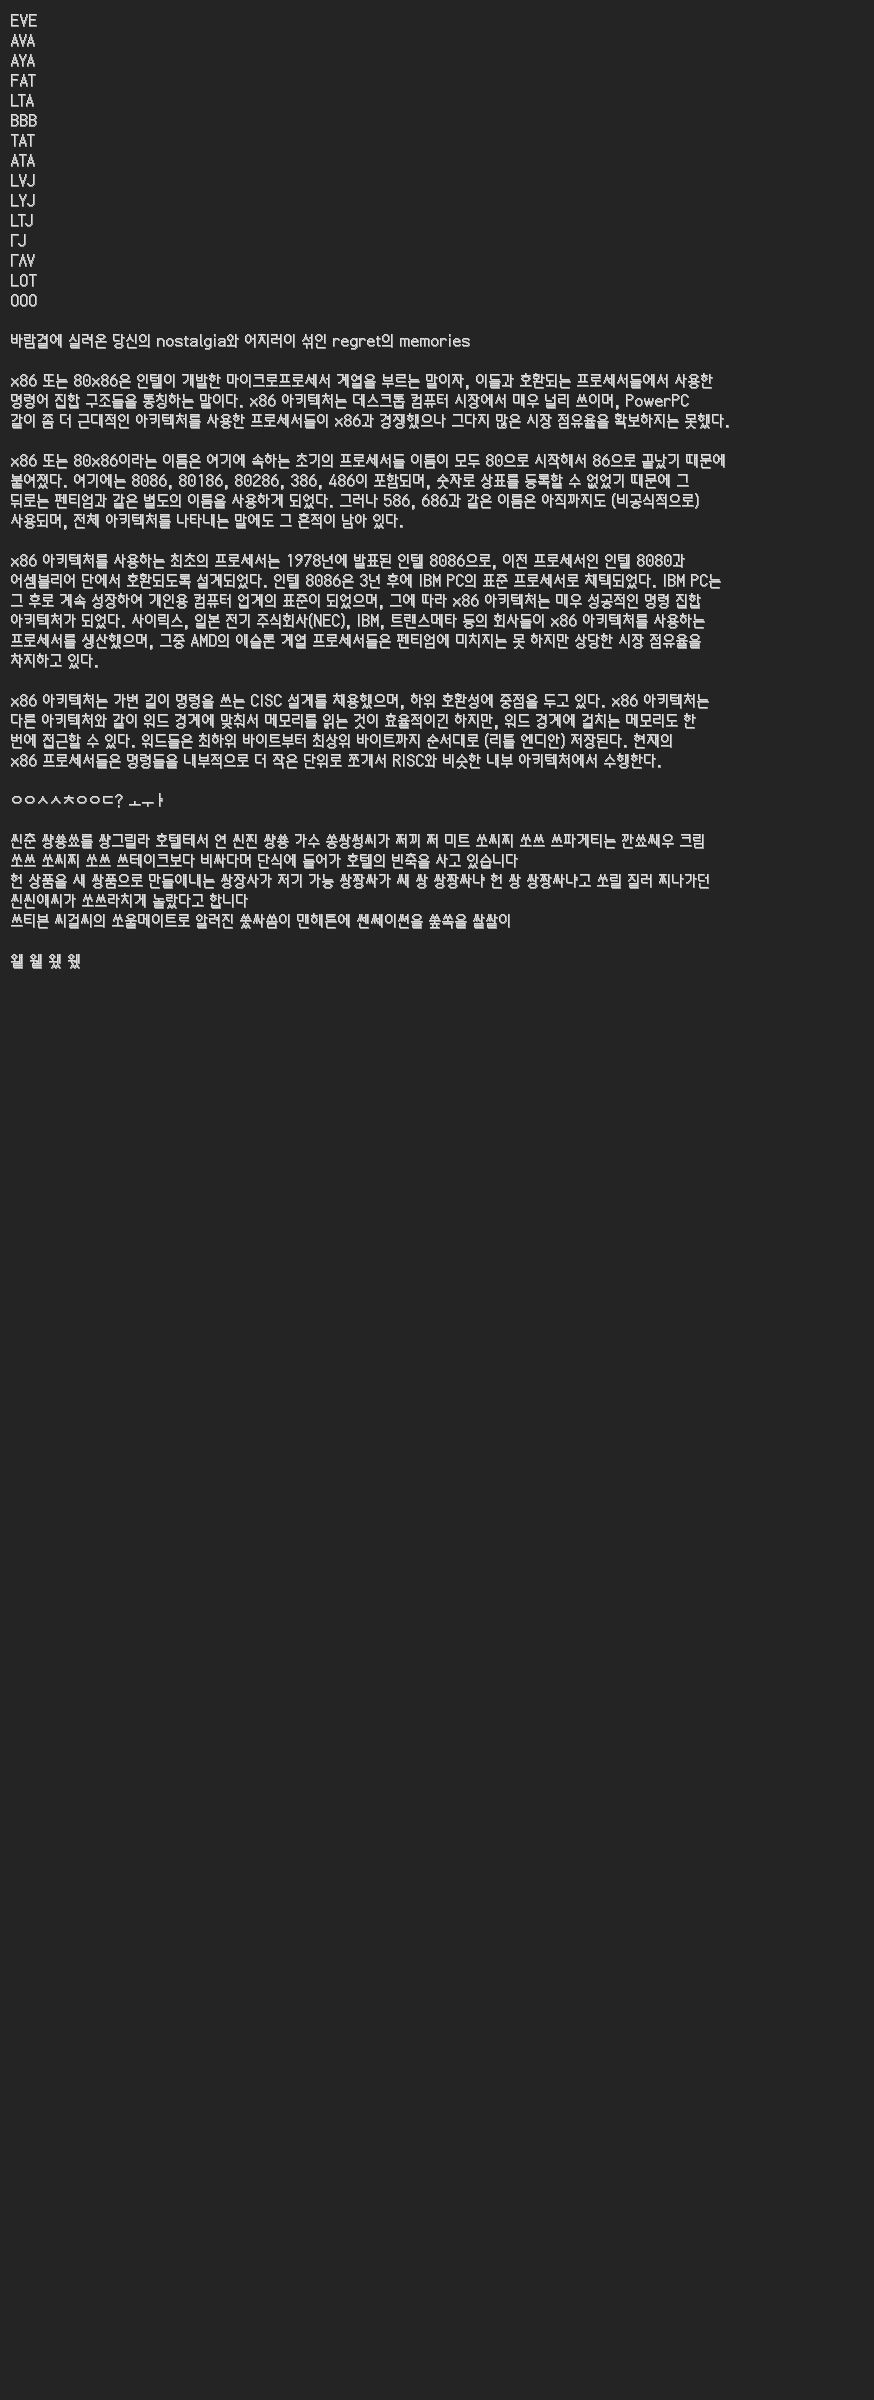 EVE
AVA
AYA
FAT
LTA
BBB
TAT
ATA
LVJ
LYJ
LTJ
ГJ
ГΛV
LOT
OOO
바람결에 실려온 당신의 nostalgia와 어지러이 섞인 regret의 memories
x86 또는 80x86은 인텔이 개발한 마이크로프로세서 계열을 부르는 말이자, 이들과 호환되는 프로세서들에서 사용한
명령어 집합 구조들을 통칭하는 말이다. x86 아키텍처는 데스크톱 컴퓨터 시장에서 매우 널리 쓰이며, PowerPC
같이 좀 더 근대적인 아키텍처를 사용한 프로세서들이 x86과 경쟁했으나 그다지 많은 시장 점유율을 확보하지는 못했다.
x86 또는 80x86이라는 이름은 여기에 속하는 초기의 프로세서들 이름이 모두 80으로 시작해서 86으로 끝났기 때문에
붙여졌다. 여기에는 8086, 80186, 80286, 386, 486이 포함되며, 숫자로 상표를 등록할 수 없었기 때문에 그
뒤로는 펜티엄과 같은 별도의 이름을 사용하게 되었다. 그러나 586, 686과 같은 이름은 아직까지도 (비공식적으로)
사용되며, 전체 아키텍처를 나타내는 말에도 그 흔적이 남아 있다.
x86 아키텍처를 사용하는 최초의 프로세서는 1978년에 발표된 인텔 8086으로, 이전 프로세서인 인텔 8080과
어셈블리어 단에서 호환되도록 설계되었다. 인텔 8086은 3년 후에 IBM PC의 표준 프로세서로 채택되었다. IBM PC는
그 후로 계속 성장하여 개인용 컴퓨터 업계의 표준이 되었으며, 그에 따라 x86 아키텍처는 매우 성공적인 명령 집합
아키텍처가 되었다. 사이릭스, 일본 전기 주식회사(NEC), IBM, 트랜스메타 등의 회사들이 x86 아키텍처를 사용하는
프로세서를 생산했으며, 그중 AMD의 애슬론 계열 프로세서들은 펜티엄에 미치지는 못 하지만 상당한 시장 점유율을
차지하고 있다.
x86 아키텍처는 가변 길이 명령을 쓰는 CISC 설계를 채용했으며, 하위 호환성에 중점을 두고 있다. x86 아키텍처는
다른 아키텍처와 같이 워드 경계에 맞춰서 메모리를 읽는 것이 효율적이긴 하지만, 워드 경계에 걸치는 메모리도 한
번에 접근할 수 있다. 워드들은 최하위 바이트부터 최상위 바이트까지 순서대로 (리틀 엔디안) 저장된다. 현재의
x86 프로세서들은 명령들을 내부적으로 더 작은 단위로 쪼개서 RISC와 비슷한 내부 아키텍처에서 수행한다.
ㅇㅇㅅㅅㅊㅇㅇㄷ? ㅗㅜㅑ
씬춘 썅쑝쑈를 썅그릴라 호텔테서 연 씬찐 썅쑝 가수 쑝쌍썽씨가 쩌끼 쩌 미트 쏘씨찌 쏘쓰 쓰파게티는 깐쑈쌔우 크림
쏘쓰 쏘씨찌 쏘쓰 쓰테이크보다 비싸다며 단식에 들어가 호텔의 빈축을 사고 있습니다
헌 상품을 새 쌍품으로 만들애내는 쌍장사가 저기 가능 쌍짱싸가 쌔 쌍 쌍짱싸냐 헌 쌍 쌍짱싸냐고 쏘릴 질러 찌나가던
씬씬애씨가 쏘쓰라치게 놀랐다고 합니다
쓰티븐 씨걸씨의 쏘울메이트로 알려진 쑸싸씀이 맨해튼에 쎈쎄이션을 쑾쏙을 쏼쏼이
왤 웰 왰 웼